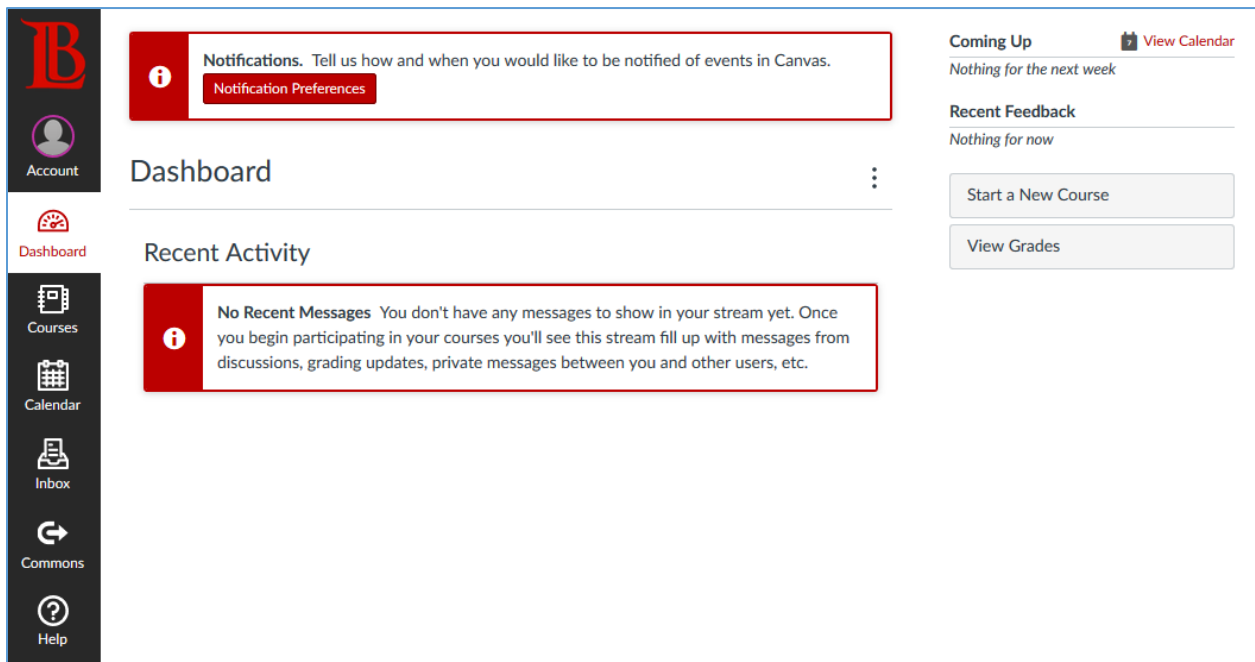 LB
Account
Dashboard
Courses
Calendar
Inbox
Commons
Help
Notifications. Tell us how and when you would like to be notified of events in Canvas.
Notification Preferences
Dashboard
Recent Activity
No Recent Messages You don't have any messages to show in your stream yet. Once
you begin participating in your courses you'll see this stream fill up with messages from
discussions, grading updates, private messages between you and other users, etc.
Coming Up
7 View Calendar
Nothing for the next week
Recent Feedback
Nothing for now
Start a New Course
View Grades